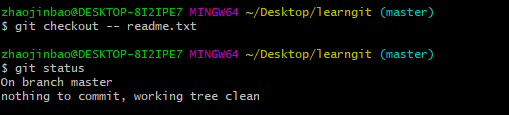 zhaojinbao@DESKTOP-8I2IPE7 MINGW64 ~/Desktop/learngit (master)
$ git checkout -- readme.txt
zhaojinbao@DESKTOP-8I2IPE7 MINGW64 ~/Desktop/learngit (master)
$ git status
On branch master
nothing to commit, working tree clean